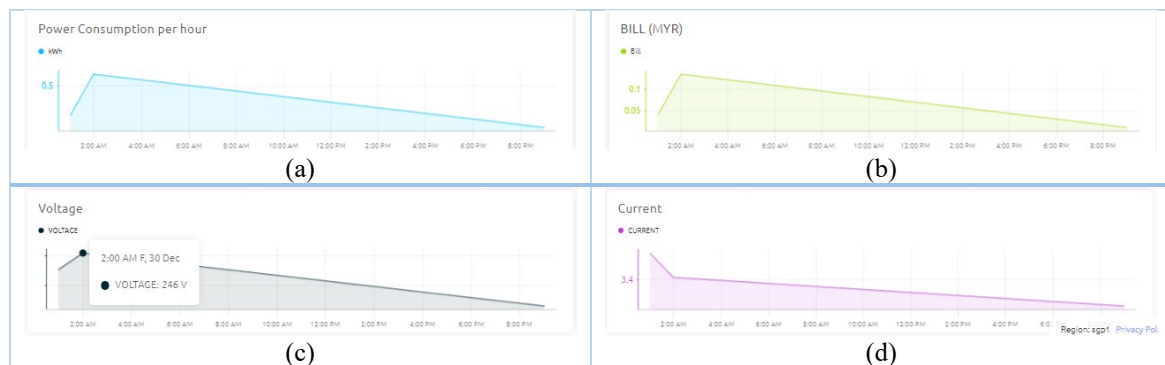 Power Consumption per hour
kWh
0.5
2:00 AM 4:00 AM 6:00 AM 8:00 AM 10:00 AM 12:00 PM 2:00 PM 4:00 PM 6:00 PM 8:00 PM
(a)
BILL (MYR)
Bill
0.1
0.05
2:00 AM 4:00 AM 6:00 AM 8:00 AM 10:00 AM 12:00 PM 2:00 PM 4:00 PM 6:00 PM 8:00 PM
(b)
Voltage
VOLTAGE
2:00 AM F, 30 Dec
VOLTAGE: 246 V
2:00 AM 4:00 AM 6:00 AM 8:00 AM 10:00 AM 12:00 PM 2:00 PM 4:00 PM 6:00 PM 8:00 PM
(c)
Current
CURRENT
3.4
2:00 AM 4:00 AM 6:00 AM 8:00 AM 10:00 AM 12:00 PM 2:00 PM 4:00 PM 6:0
Region: sgp1 Privacy Pol
(d)